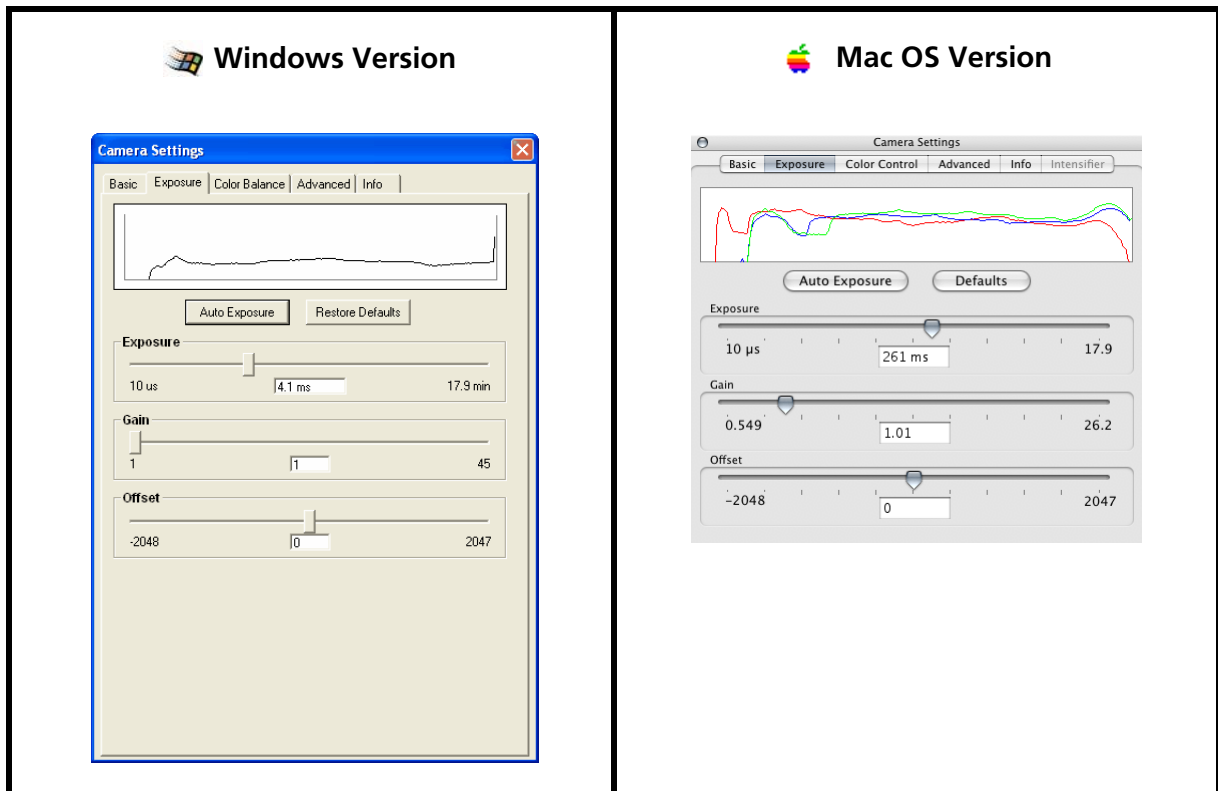 Windows Version
Camera Settings
Basic Exposure Color Balance Advanced Info
Auto Exposure Restore Defaults
Exposure
10 us 4.1 ms 17.9 min
Gain
1 1 45
Offset
-2048 0 2047
Mac OS Version
Camera Settings
Basic Exposure Color Control Advanced Info Intensifier
Auto Exposure Defaults
Exposure
10 µs 261 ms 17.9
Gain
0.549 1.01 26.2
Offset
-2048 0 2047